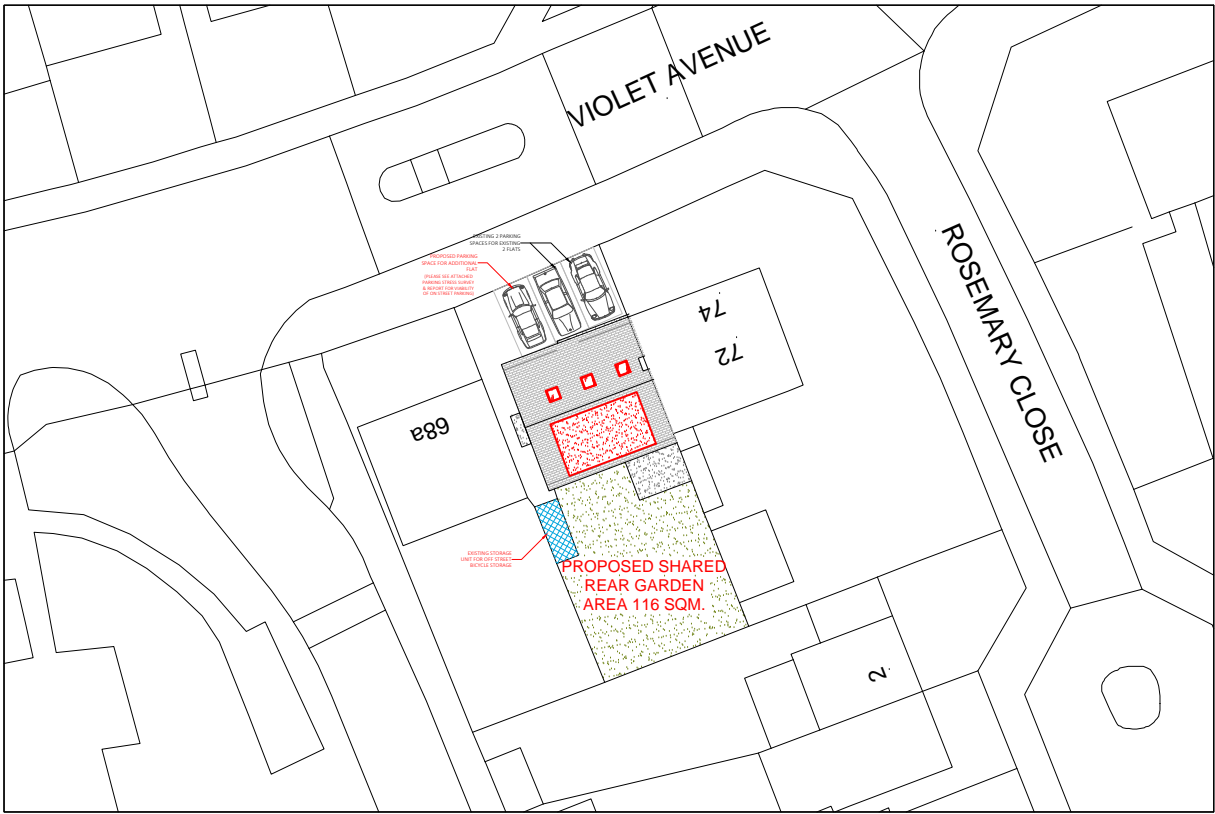 VIOLET AVENUE
ROSEMARY CLOSE
EXISTING 2 PARKING
SPACES FOR EXISTING
2 FLATS
PROPOSED PARKING
SPACE FOR ADDITIONAL
FLAT
(PLEASE SEE ATTACHED
PARKING STRESS SURVEY
& REPORT FOR VIABILITY
OF ON STREET PARKING)
74
72
68a
EXISTING STORAGE
UNIT FOR OFF STREET
BICYCLE STORAGE
PROPOSED SHARED
REAR GARDEN
AREA 116 SQM.
2